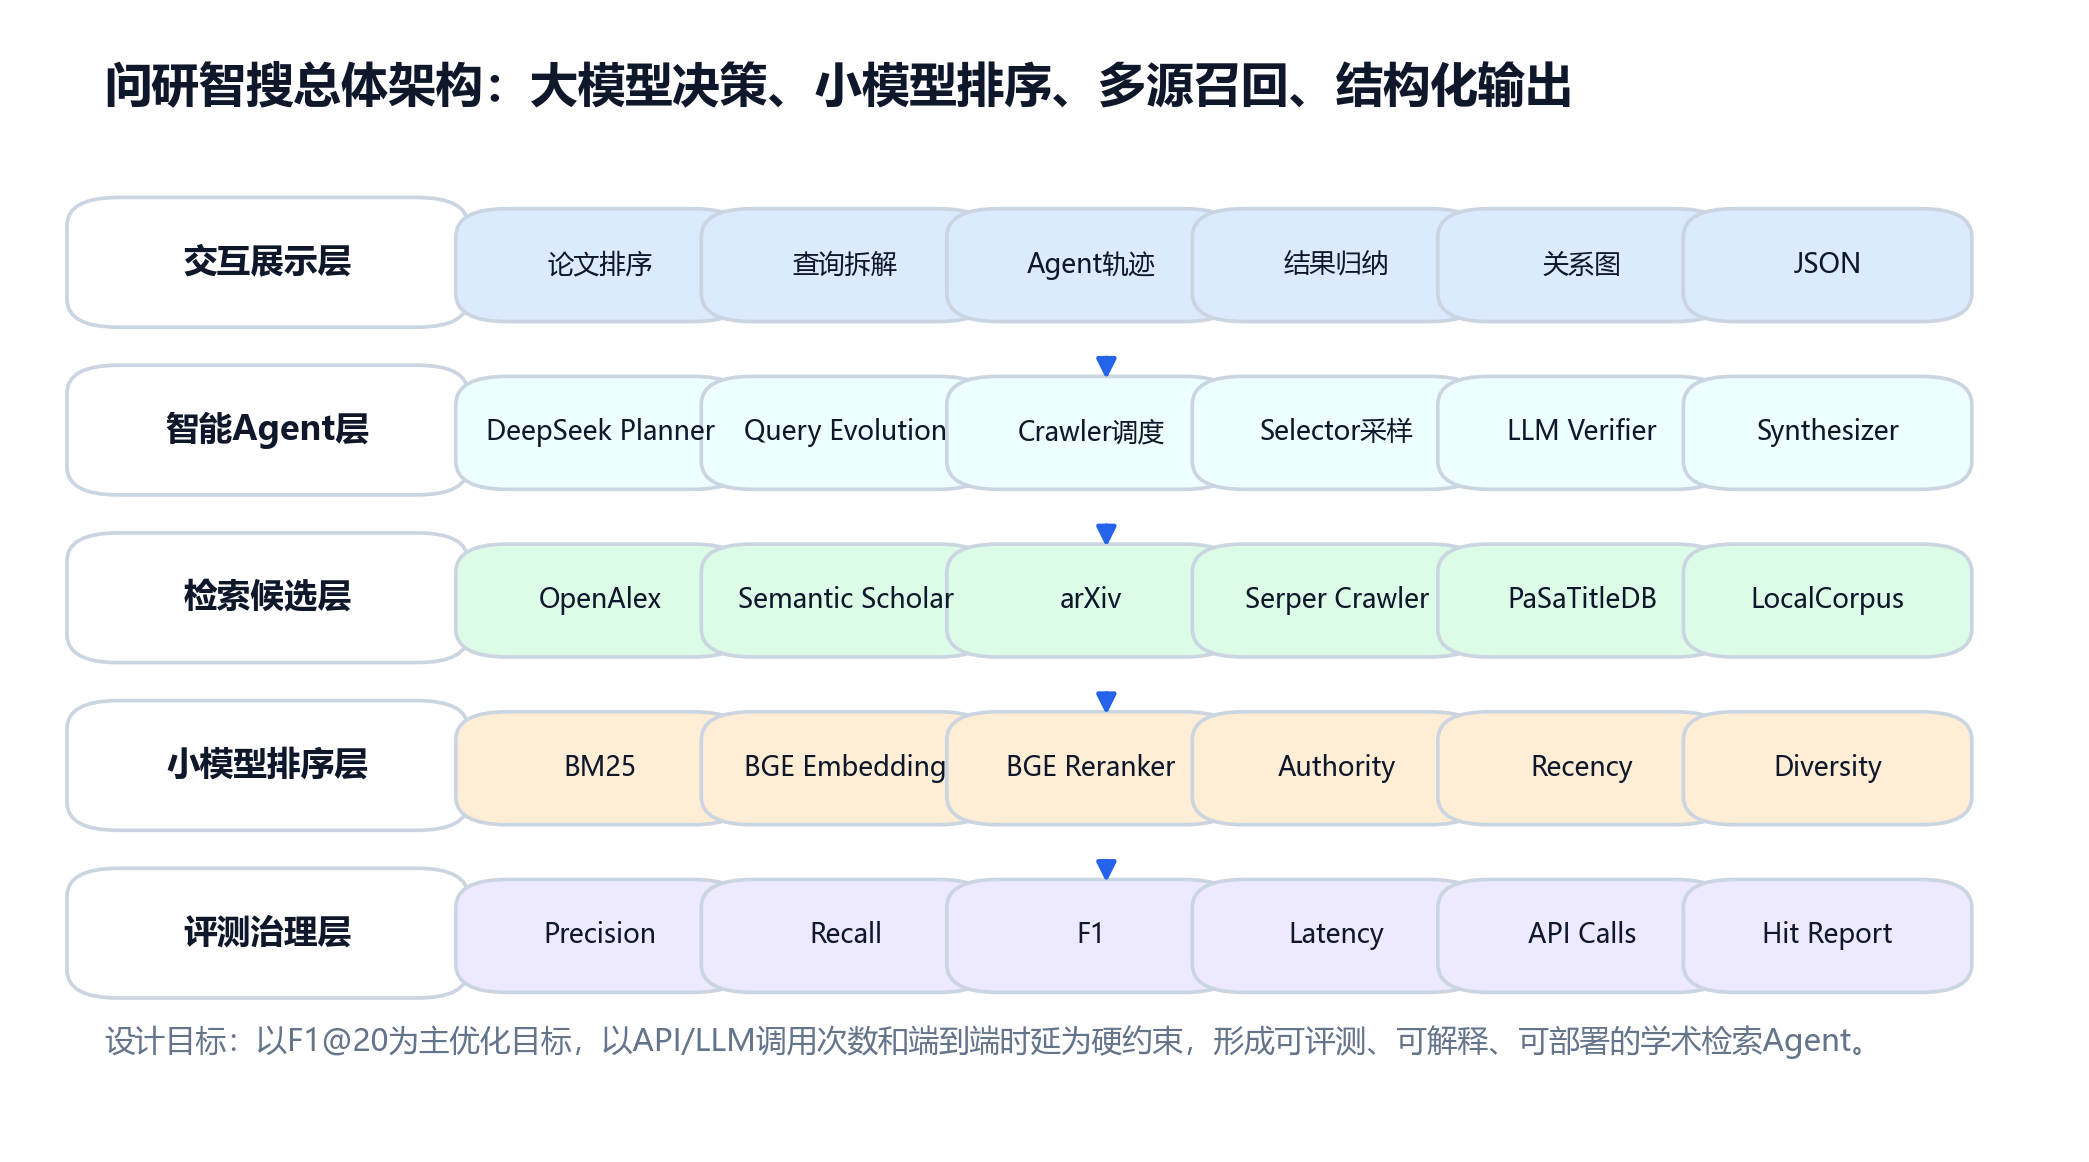 问研智搜总体架构：大模型决策、小模型排序、多源召回、结构化输出
交互展示层 论文排序 查询拆解 Agent轨迹 结果归纳 关系图 JSON
智能Agent层 DeepSeek Planner Query Evolution Crawler调度 Selector采样 LLM Verifier Synthesizer
检索候选层 OpenAlex Semantic Scholar arXiv Serper Crawler PaSaTitleDB LocalCorpus
小模型排序层 BM25 BGE Embedding BGE Reranker Authority Recency Diversity
评测治理层 Precision Recall F1 Latency API Calls Hit Report
设计目标：以F1@20为主优化目标，以API/LLM调用次数和端到端时延为硬约束，形成可评测、可解释、可部署的学术检索Agent。